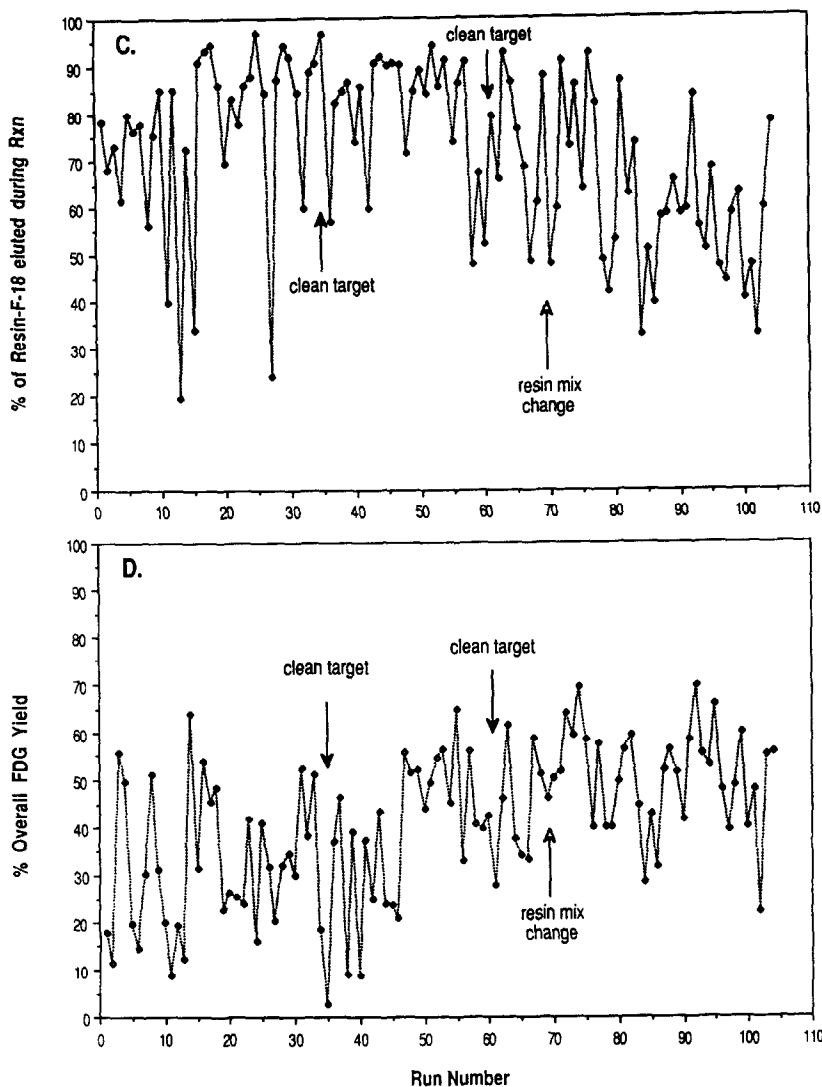 C.
clean target
% of Resin-F-18 eluted during Rxn
100
90
80
70
60
50
40
30
20
10
0
clean target
resin mix
change
0 10 20 30 40 50 60 70 80 90 100 110
D.
clean target
clean target
% Overall FDG Yield
100
90
80
70
60
50
40
30
20
10
0
resin mix
change
0 10 20 30 40 50 60 70 80 90 100 110
Run Number